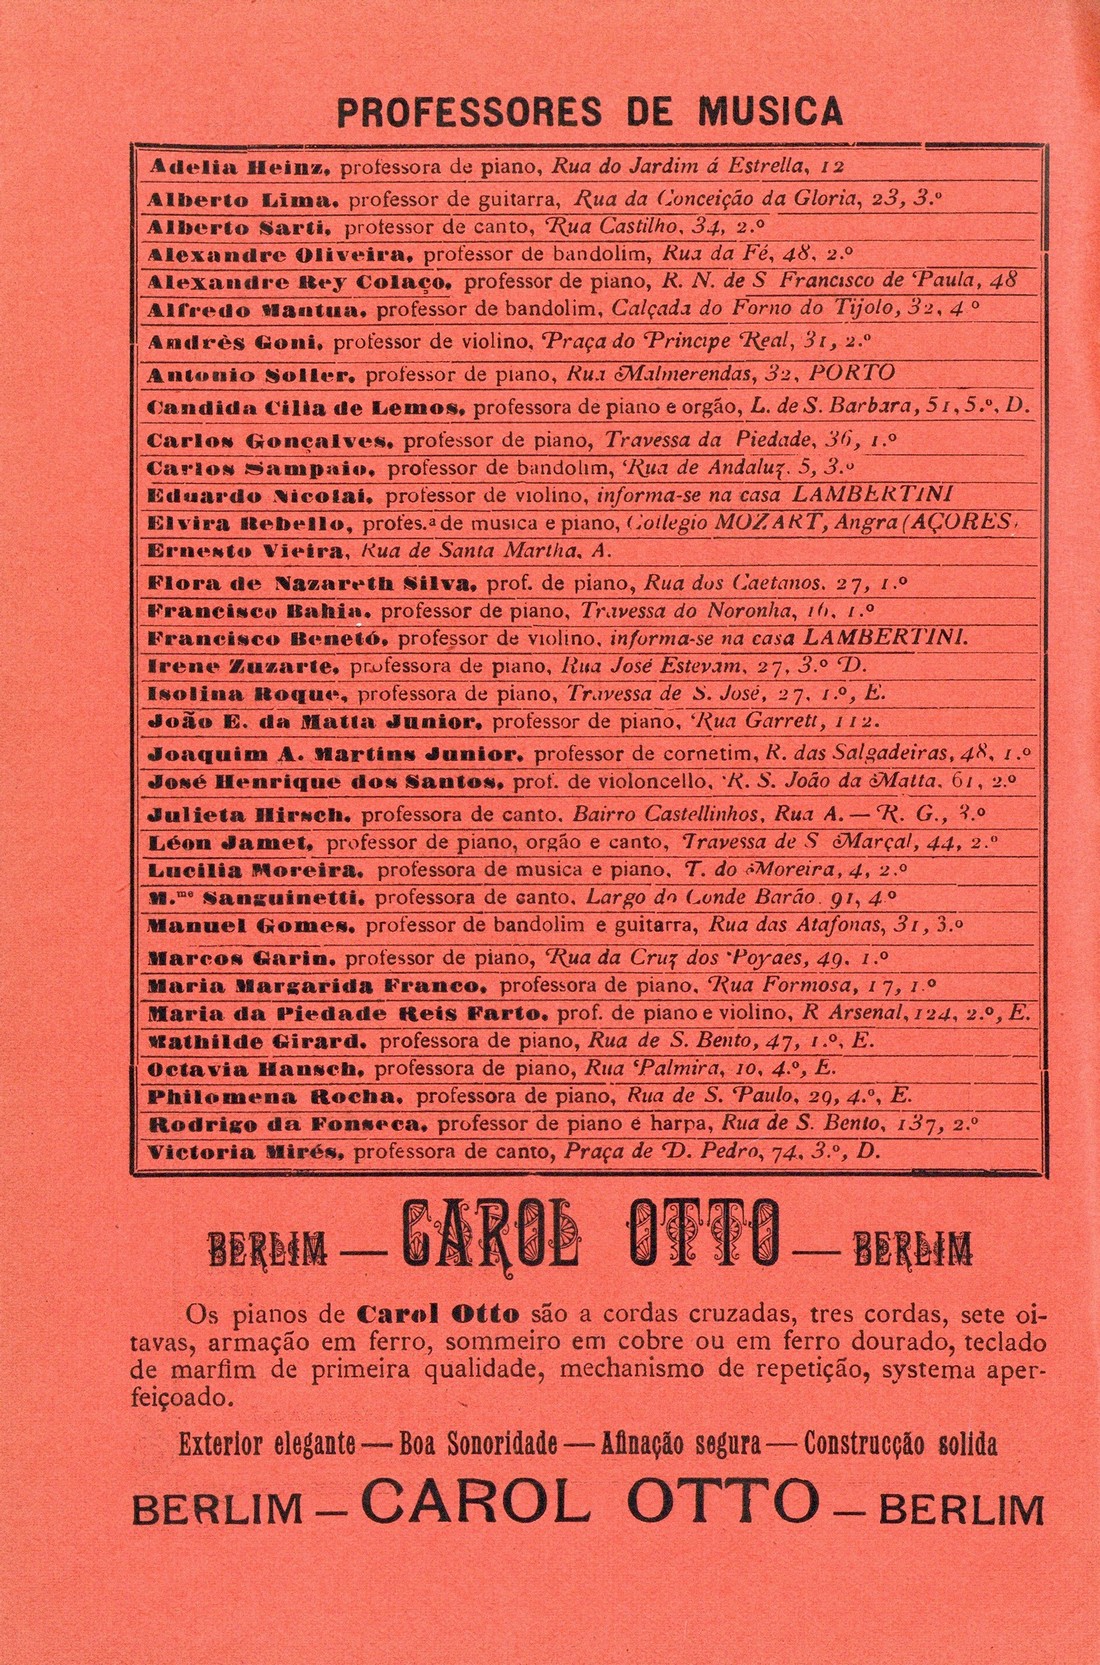 PROFESSORES DE MUSICA
Adelia Heinz, professora de piano, Rua do Jardim á Estrella, 12
Alberto Lima, professor de guitarra, Rua da Conceição da Gloria, 23, 3.º
Alberto Sarti, professor de canto, Rua Castilho, 34, 2.º
Alexandre Oliveira, professor de bandolim, Rua da Fé, 48, 2.º
Alexandre Rey Colaço, professor de piano, R. N. de S Francisco de Paula, 48
Alfredo Mantua, professor de bandolim, Calçada do Forno do Tijolo, 32, 4 º
Andrès Goni, professor de violino, Praça do Principe Real, 31, 2.º
Antonio Soller, professor de piano, Rua Malmerendas, 32, PORTO
Candida Cilia de Lemos, professora de piano e orgão, L. de S. Barbara, 51, 5.º, D.
Carlos Gonçalves, professor de piano, Travessa da Piedade, 36, 1.º
Carlos Sampaio, professor de bandolim, Rua de Andaluz. 5, 3.º
Eduardo Nicolai, professor de violino, informa-se na casa LAMBERTINI
Elvira Rebello, profes.ª de musica e piano, Collegio MOZART, Angra (AÇORES.
Ernesto Vieira, Rua de Santa Martha, A.
Flora de Nazareth Silva, prof. de piano, Rua dos Caetanos, 27, 1.º
Francisco Bahia, professor de piano, Travessa do Noronha, 16, 1.º
Francisco Benetó, professor de violino, informa-se na casa LAMBERTINI.
Irene Zuzarte, professora de piano, Rua José Estevam, 27, 3.º D.
Isolina Roque, professora de piano, Travessa de S. José, 27, 1.º, E.
João E. da Matta Junior, professor de piano, Rua Garrett, 112.
Joaquim A. Martins Junior, professor de cornetim, R. das Salgadeiras, 48, 1.º
José Henrique dos Santos, prof. de violoncello, R. S. João da Matta, 61, 2.º
Julieta Hirsch, professora de canto, Bairro Castellinhos, Rua A. — R. G., 3.º
Léon Jamet, professor de piano, orgão e canto, Travessa de S Marçal, 44, 2.º
Lucilia Moreira, professora de musica e piano, T. do Moreira, 4, 2.º
M.me Sanguinetti, professora de canto, Largo do Conde Barão. 91, 4.º
Manuel Gomes, professor de bandolim e guitarra, Rua das Atafonas, 31, 3.º
Marcos Garin, professor de piano, Rua da Cruz dos Poyaes, 49, 1.º
Maria Margarida Franco, professora de piano, Rua Formosa, 17, 1.º
Maria da Piedade Reis Farto, prof. de piano e violino, R Arsenal, 124, 2.º, E.
Mathilde Girard, professora de piano, Rua de S. Bento, 47, 1.º, E.
Octavia Hansch, professora de piano, Rua Palmira, 10, 4.º, E.
Philomena Rocha, professora de piano, Rua de S. Paulo, 29, 4.º, E.
Rodrigo da Fonseca, professor de piano e harpa, Rua de S. Bento, 137, 2.º
Victoria Mirés, professora de canto, Praça de D. Pedro, 74, 3.º, D.
BERLIM — CAROL OTTO — BERLIM
Os pianos de Carol Otto são a cordas cruzadas, tres cordas, sete oi-
tavas, armação em ferro, sommeiro em cobre ou em ferro dourado, teclado
de marfim de primeira qualidade, mechanismo de repetição, systema aper-
feiçoado.
Exterior elegante — Boa Sonoridade — Afinação segura — Construcção solida
BERLIM — CAROL OTTO — BERLIM